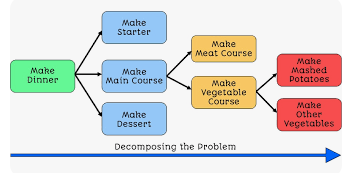 Make
Dinner
Make
Starter
Make
Main Course
Make
Dessert
Make
Meat Course
Make
Vegetable
Course
Make
Mashed
Potatoes
Make
Other
Vegetables
Decomposing the Problem